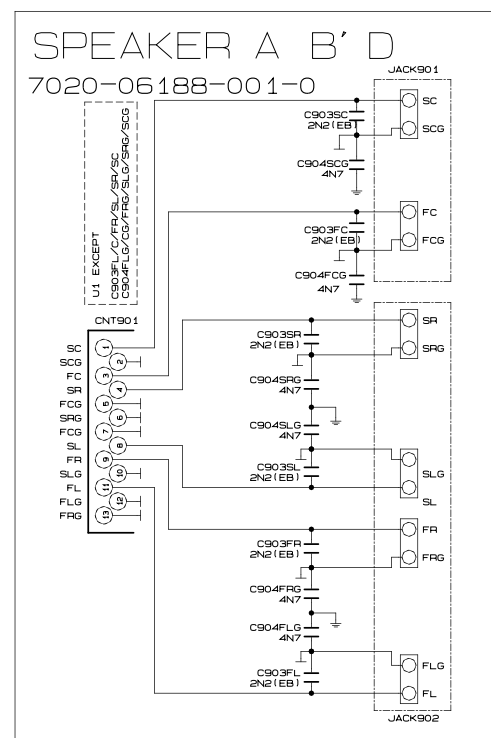 SPEAKER A B' D
7020-06188-001-0
U1 EXCEPT
C903FL/C/FR/SL/SR/SC
C904FLG/CG/FRG/SLG/SRG/SCG
JACK901
SC
SCG
C903SC
2N2(EB)
C904SCG
4N7
FC
FCG
C903FC
2N2(EB)
C904FCG
4N7
CNT901
SC 1
SCG 2
FC 3
SR 4
FCG 5
SRG 6
FCG 7
SL 8
FR 9
SLG 10
FL 11
FLG 12
FRG 13
SR
SRG
C903SR
2N2(EB)
C904SRG
4N7
C904SLG
4N7
C903SL
2N2(EB)
SLG
SL
FR
FRG
C903FR
2N2(EB)
C904FRG
4N7
C904FLG
4N7
C903FL
2N2(EB)
FLG
FL
JACK902